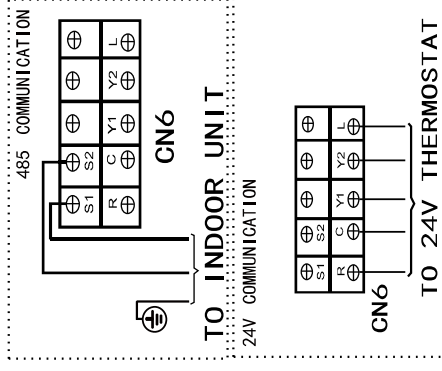 485 COMMUNICATION
L
Y2
Y1
S2 C
S1 R
CN6
TO INDOOR UNIT
24V COMMUNICATION
L
Y2
Y1
S2 C
S1 R
CN6
TO 24V THERMOSTAT